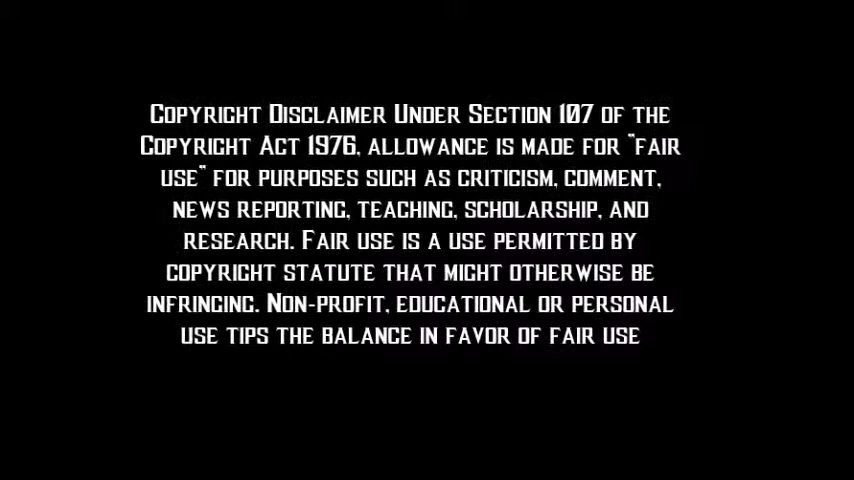 Copyright Disclaimer Under Section 107 of the
Copyright Act 1976, allowance is made for "fair
use" for purposes such as criticism, comment,
news reporting, teaching, scholarship, and
research. Fair use is a use permitted by
copyright statute that might otherwise be
infringing. Non-profit, educational or personal
use tips the balance in favor of fair use